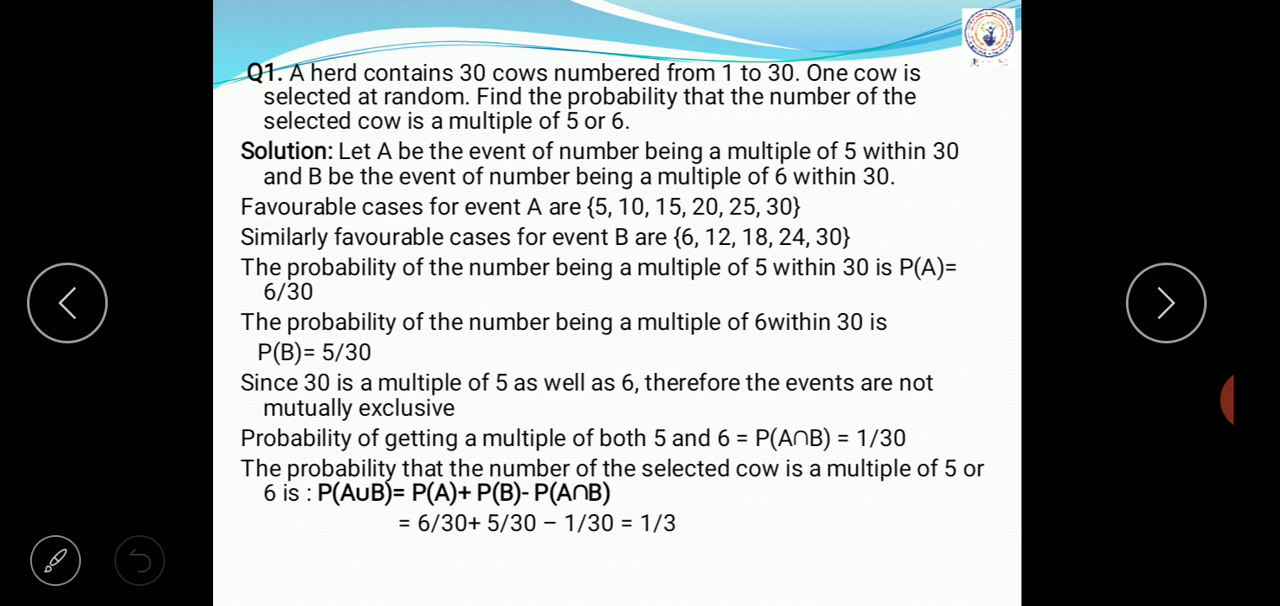 Q1. A herd contains 30 cows numbered from 1 to 30. One cow is
selected at random. Find the probability that the number of the
selected cow is a multiple of 5 or 6.
Solution: Let A be the event of number being a multiple of 5 within 30
and B be the event of number being a multiple of 6 within 30.
Favourable cases for event A are {5, 10, 15, 20, 25, 30}
Similarly favourable cases for event B are {6, 12, 18, 24, 30}
The probability of the number being a multiple of 5 within 30 is P(A)=
6/30
The probability of the number being a multiple of 6within 30 is
P(B)= 5/30
Since 30 is a multiple of 5 as well as 6, therefore the events are not
mutually exclusive
Probability of getting a multiple of both 5 and 6 = P(A∩B) = 1/30
The probability that the number of the selected cow is a multiple of 5 or
6 is : P(A∪B)= P(A)+ P(B)- P(A∩B)
= 6/30+ 5/30 – 1/30 = 1/3